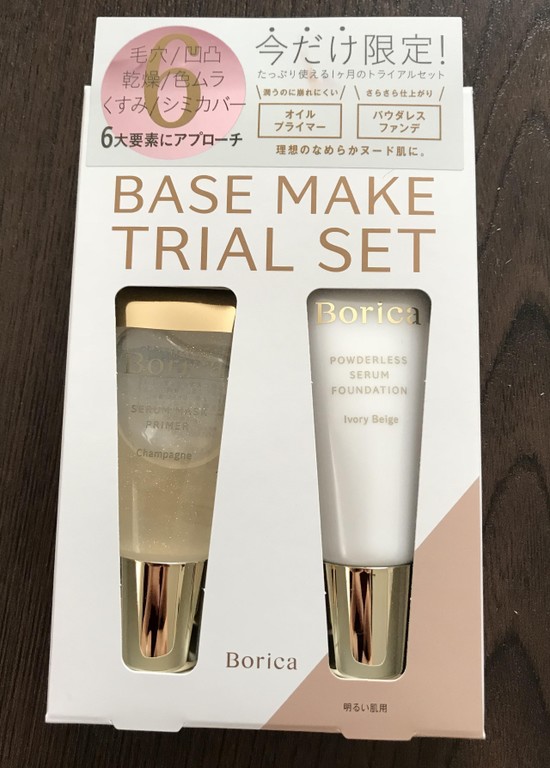 6
毛穴/凹凸
乾燥/色ムラ
くすみ/シミカバー
6大要素にアプローチ
今だけ限定!
たっぷり使える1ヶ月のトライアルセット
潤うのに崩れにくい
オイル
プライマー
さらさら仕上がり
パウダレス
ファンデ
理想のなめらかヌード肌に。
BASE MAKE
TRIAL SET
Borica
SERUM MASK
PRIMER
Champagne
Borica
POWDERLESS
SERUM
FOUNDATION
Ivory Beige
Borica
明るい肌用